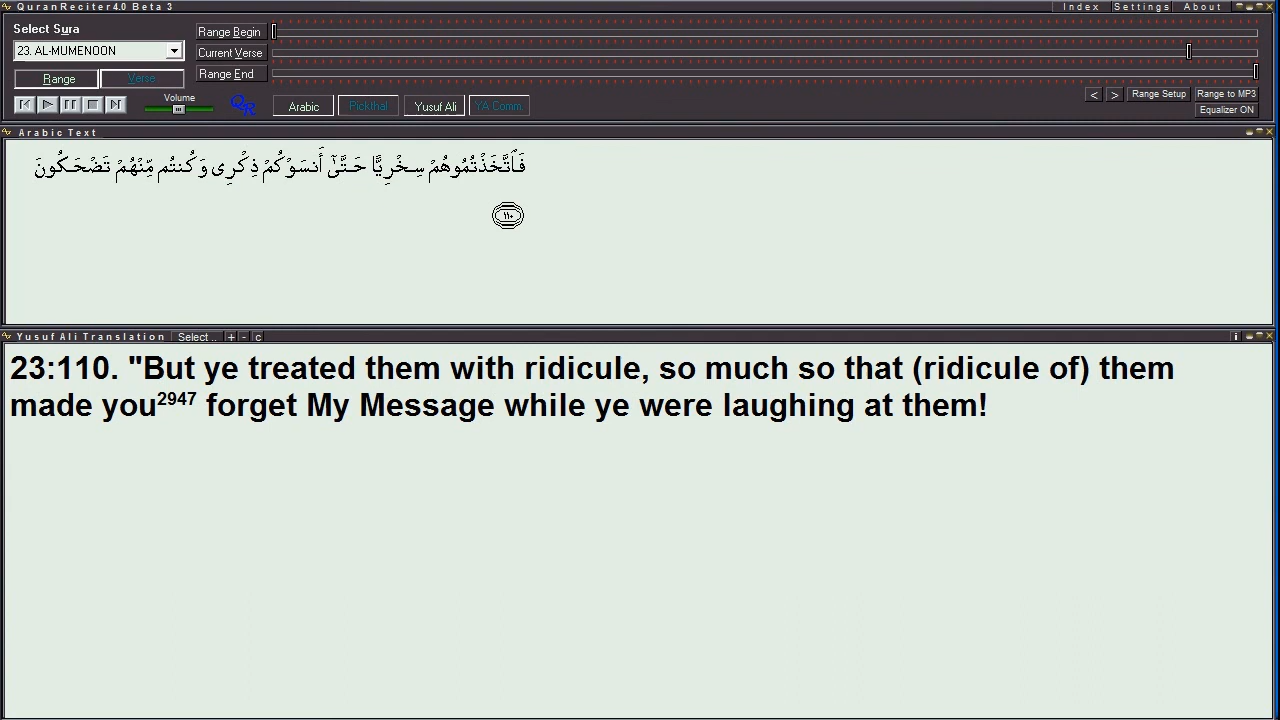 QuranReciter4.0 Beta 3
Index Settings About
Select Sura
23. AL-MUMENOON
Range Verse
Volume
Range Begin
Current Verse
Range End
Arabic Pickthal Yusuf Ali YA Comm.
< > Range Setup Range to MP3
Equalizer ON
Arabic Text
فَٱتَّخَذْتُمُوهُمْ سِخْرِيًّا حَتَّىٰٓ أَنسَوْكُمْ ذِكْرِى وَكُنتُم مِّنْهُمْ تَضْحَكُونَ
١١٠
Yusuf Ali Translation Select .. + - c i
23:110. "But ye treated them with ridicule, so much so that (ridicule of) them
made you2947 forget My Message while ye were laughing at them!